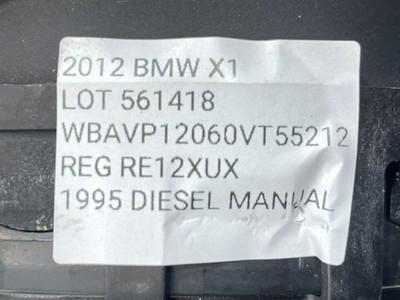 2012 BMW X1
LOT 561418
WBAVP12060VT55212
REG RE12XUX
1995 DIESEL MANUAL